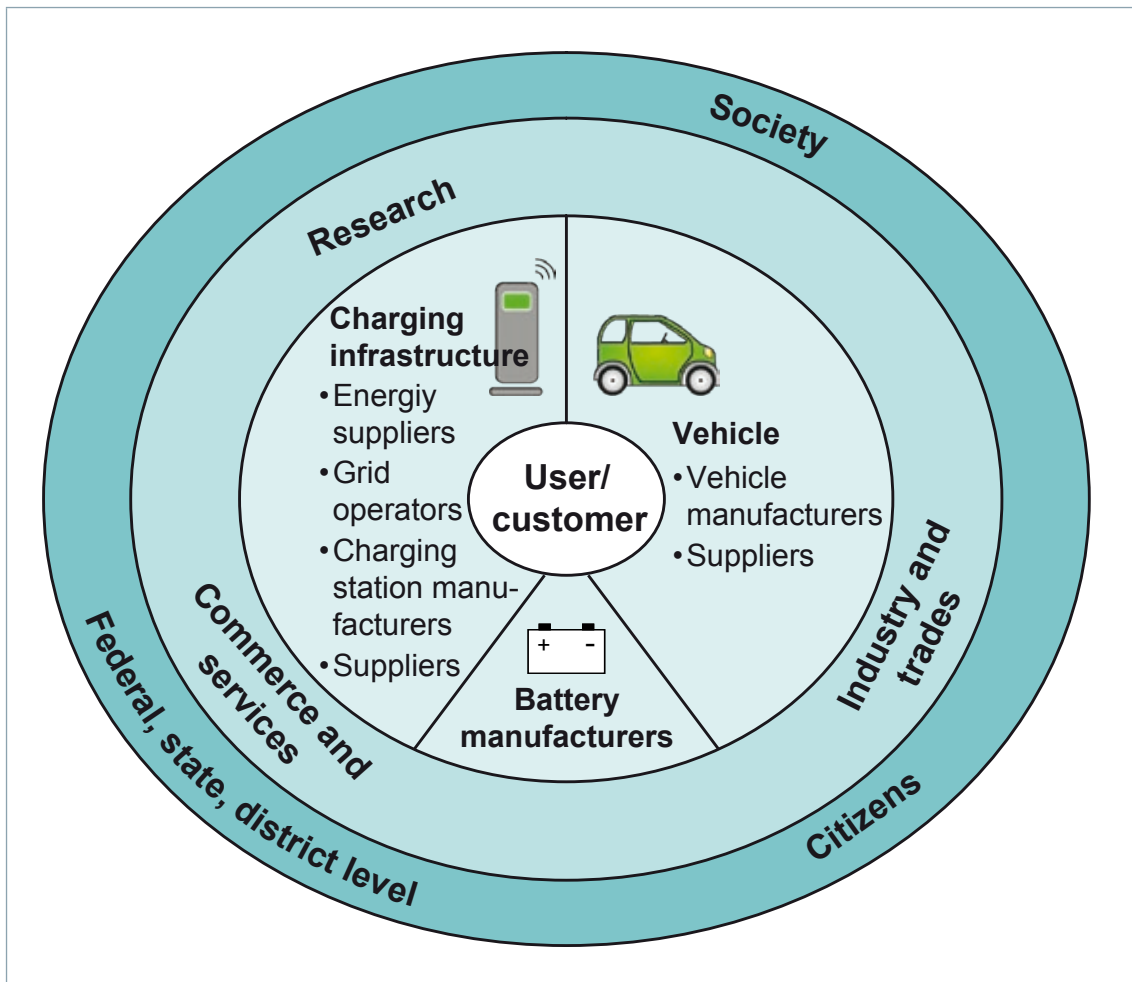 Society
Research
Charging
infrastructure
•Energiy
suppliers
•Grid
operators
•Charging
station manu-
facturers
•Suppliers
Vehicle
•Vehicle
manufacturers
•Suppliers
User/
customer
+ -
Battery
manufacturers
Commerce and
services
Industry and
trades
Federal, state, district level
Citizens